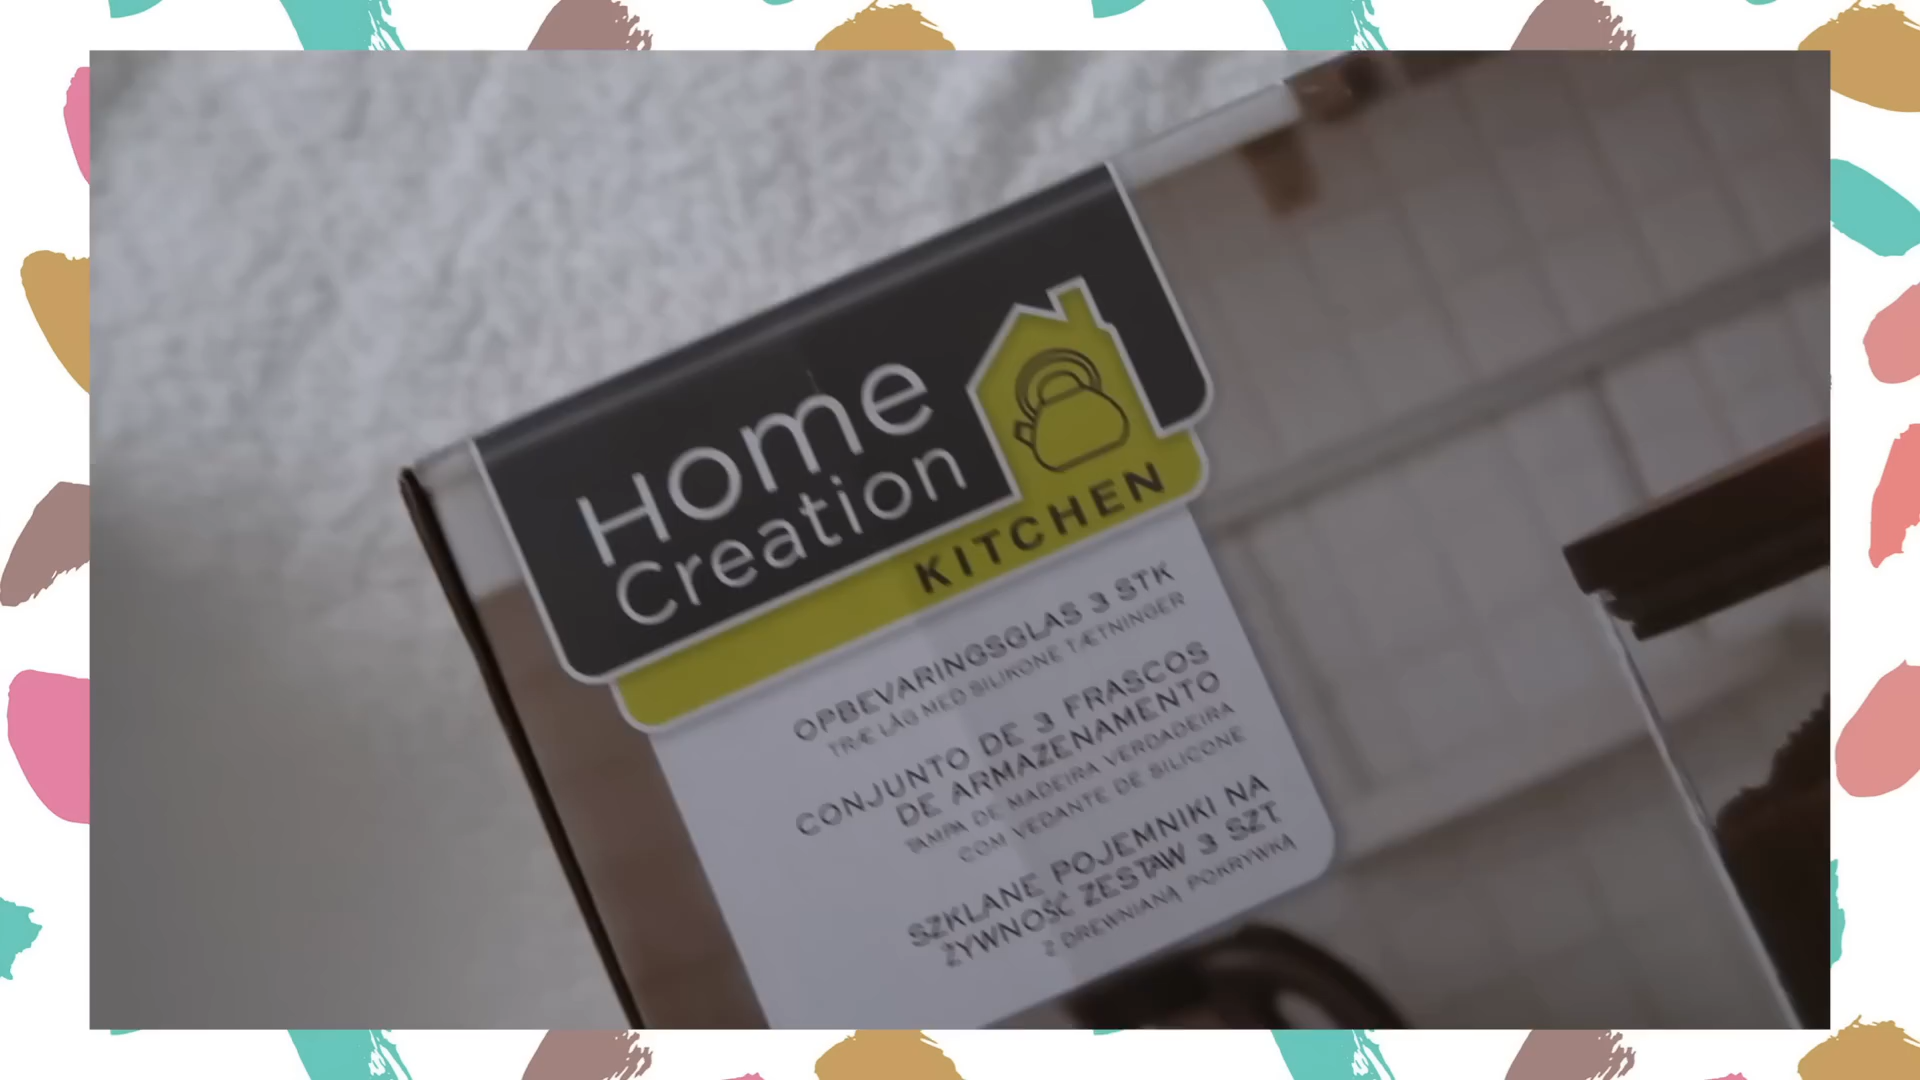 Home
Creation
KITCHEN
OPBEVARINGSGLAS 3 STK
TRÆ LÅG MED SILIKONE TÆTNINGER
CONJUNTO DE 3 FRASCOS
DE ARMAZENAMENTO
TAMPA DE MADEIRA VERDADEIRA
COM VEDANTE DE SILICONE
SZKLANE POJEMNIKI NA
ŻYWNOŚĆ ZESTAW 3 SZT
Z DREWNIANĄ POKRYWKĄ